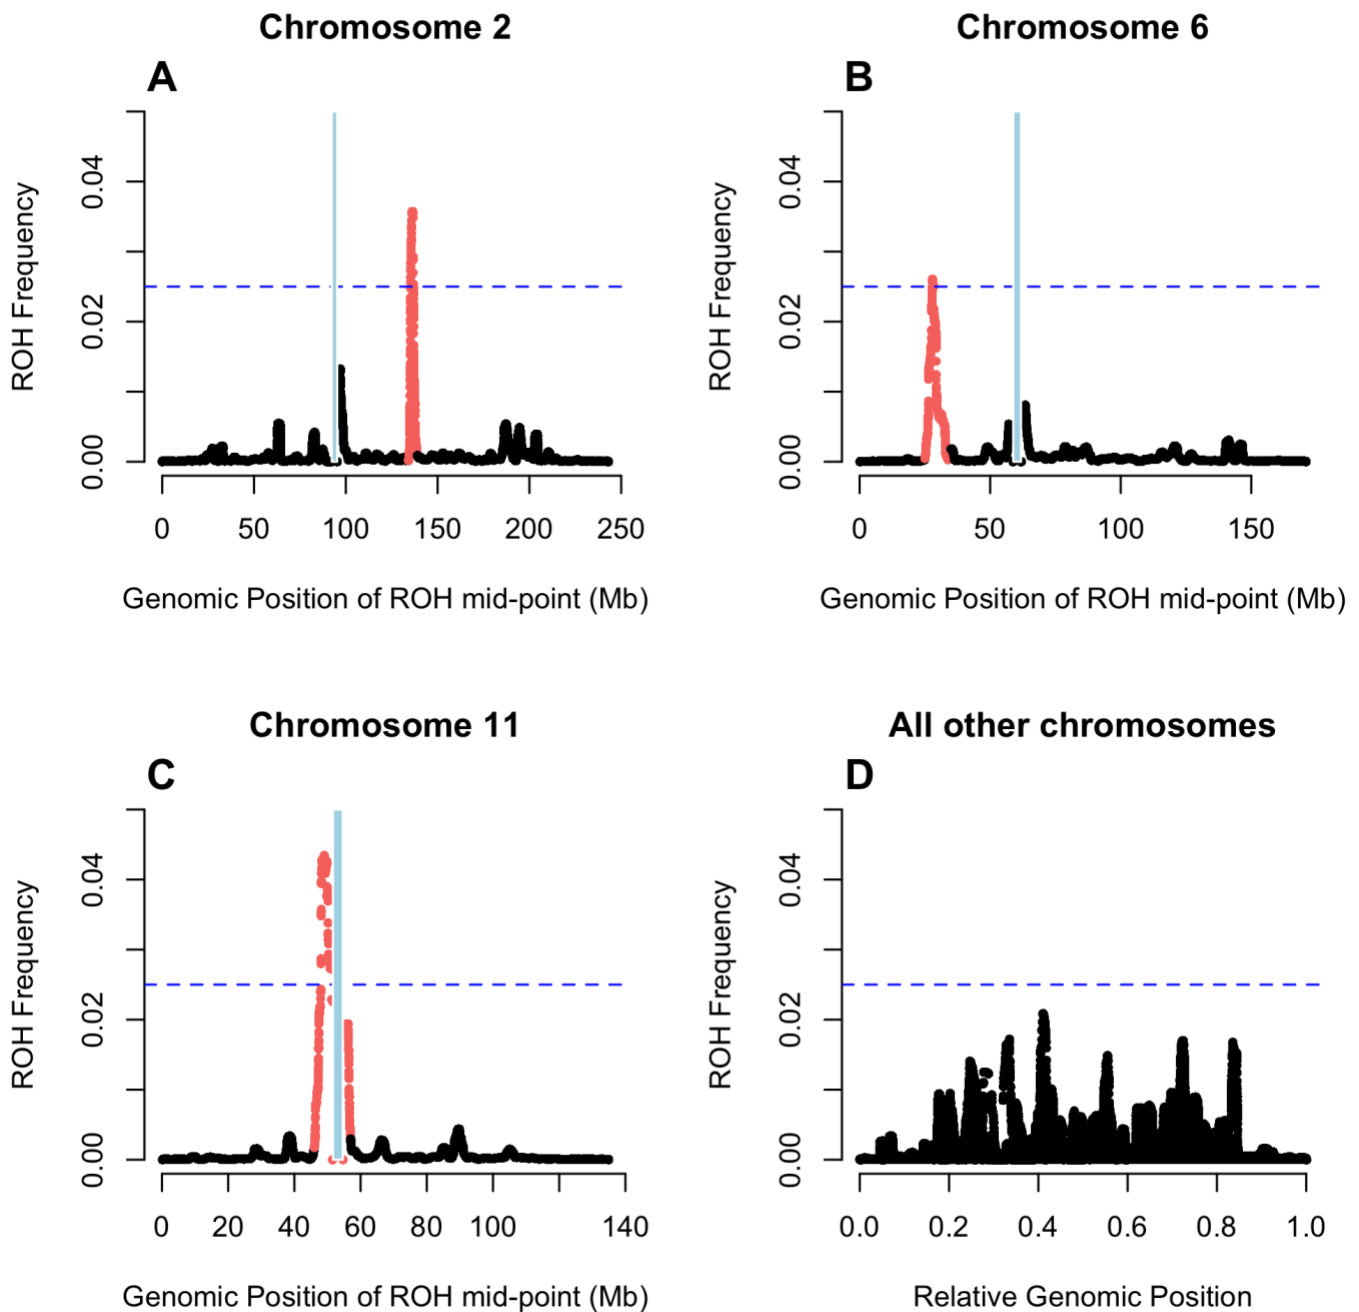 Chromosome 2
A
ROH Frequency
0.04
0.02
0.00
0 50 100 150 200 250
Genomic Position of ROH mid-point (Mb)
Chromosome 6
B
ROH Frequency
0.04
0.02
0.00
0 50 100 150
Genomic Position of ROH mid-point (Mb)
Chromosome 11
C
ROH Frequency
0.04
0.02
0.00
0 20 40 60 80 100 140
Genomic Position of ROH mid-point (Mb)
All other chromosomes
D
ROH Frequency
0.04
0.02
0.00
0.0 0.2 0.4 0.6 0.8 1.0
Relative Genomic Position